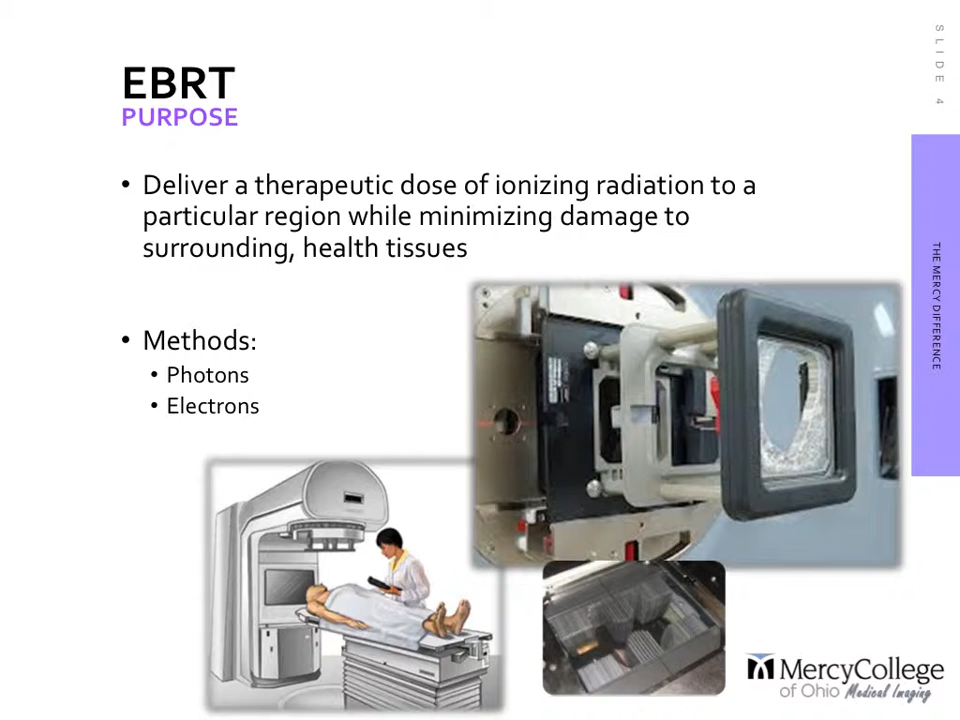 SLIDE 4
EBRT
PURPOSE
• Deliver a therapeutic dose of ionizing radiation to a
particular region while minimizing damage to
surrounding, health tissues
• Methods:
• Photons
• Electrons
THE MERCY DIFFERENCE
MercyCollege
of Ohio Medical Imaging